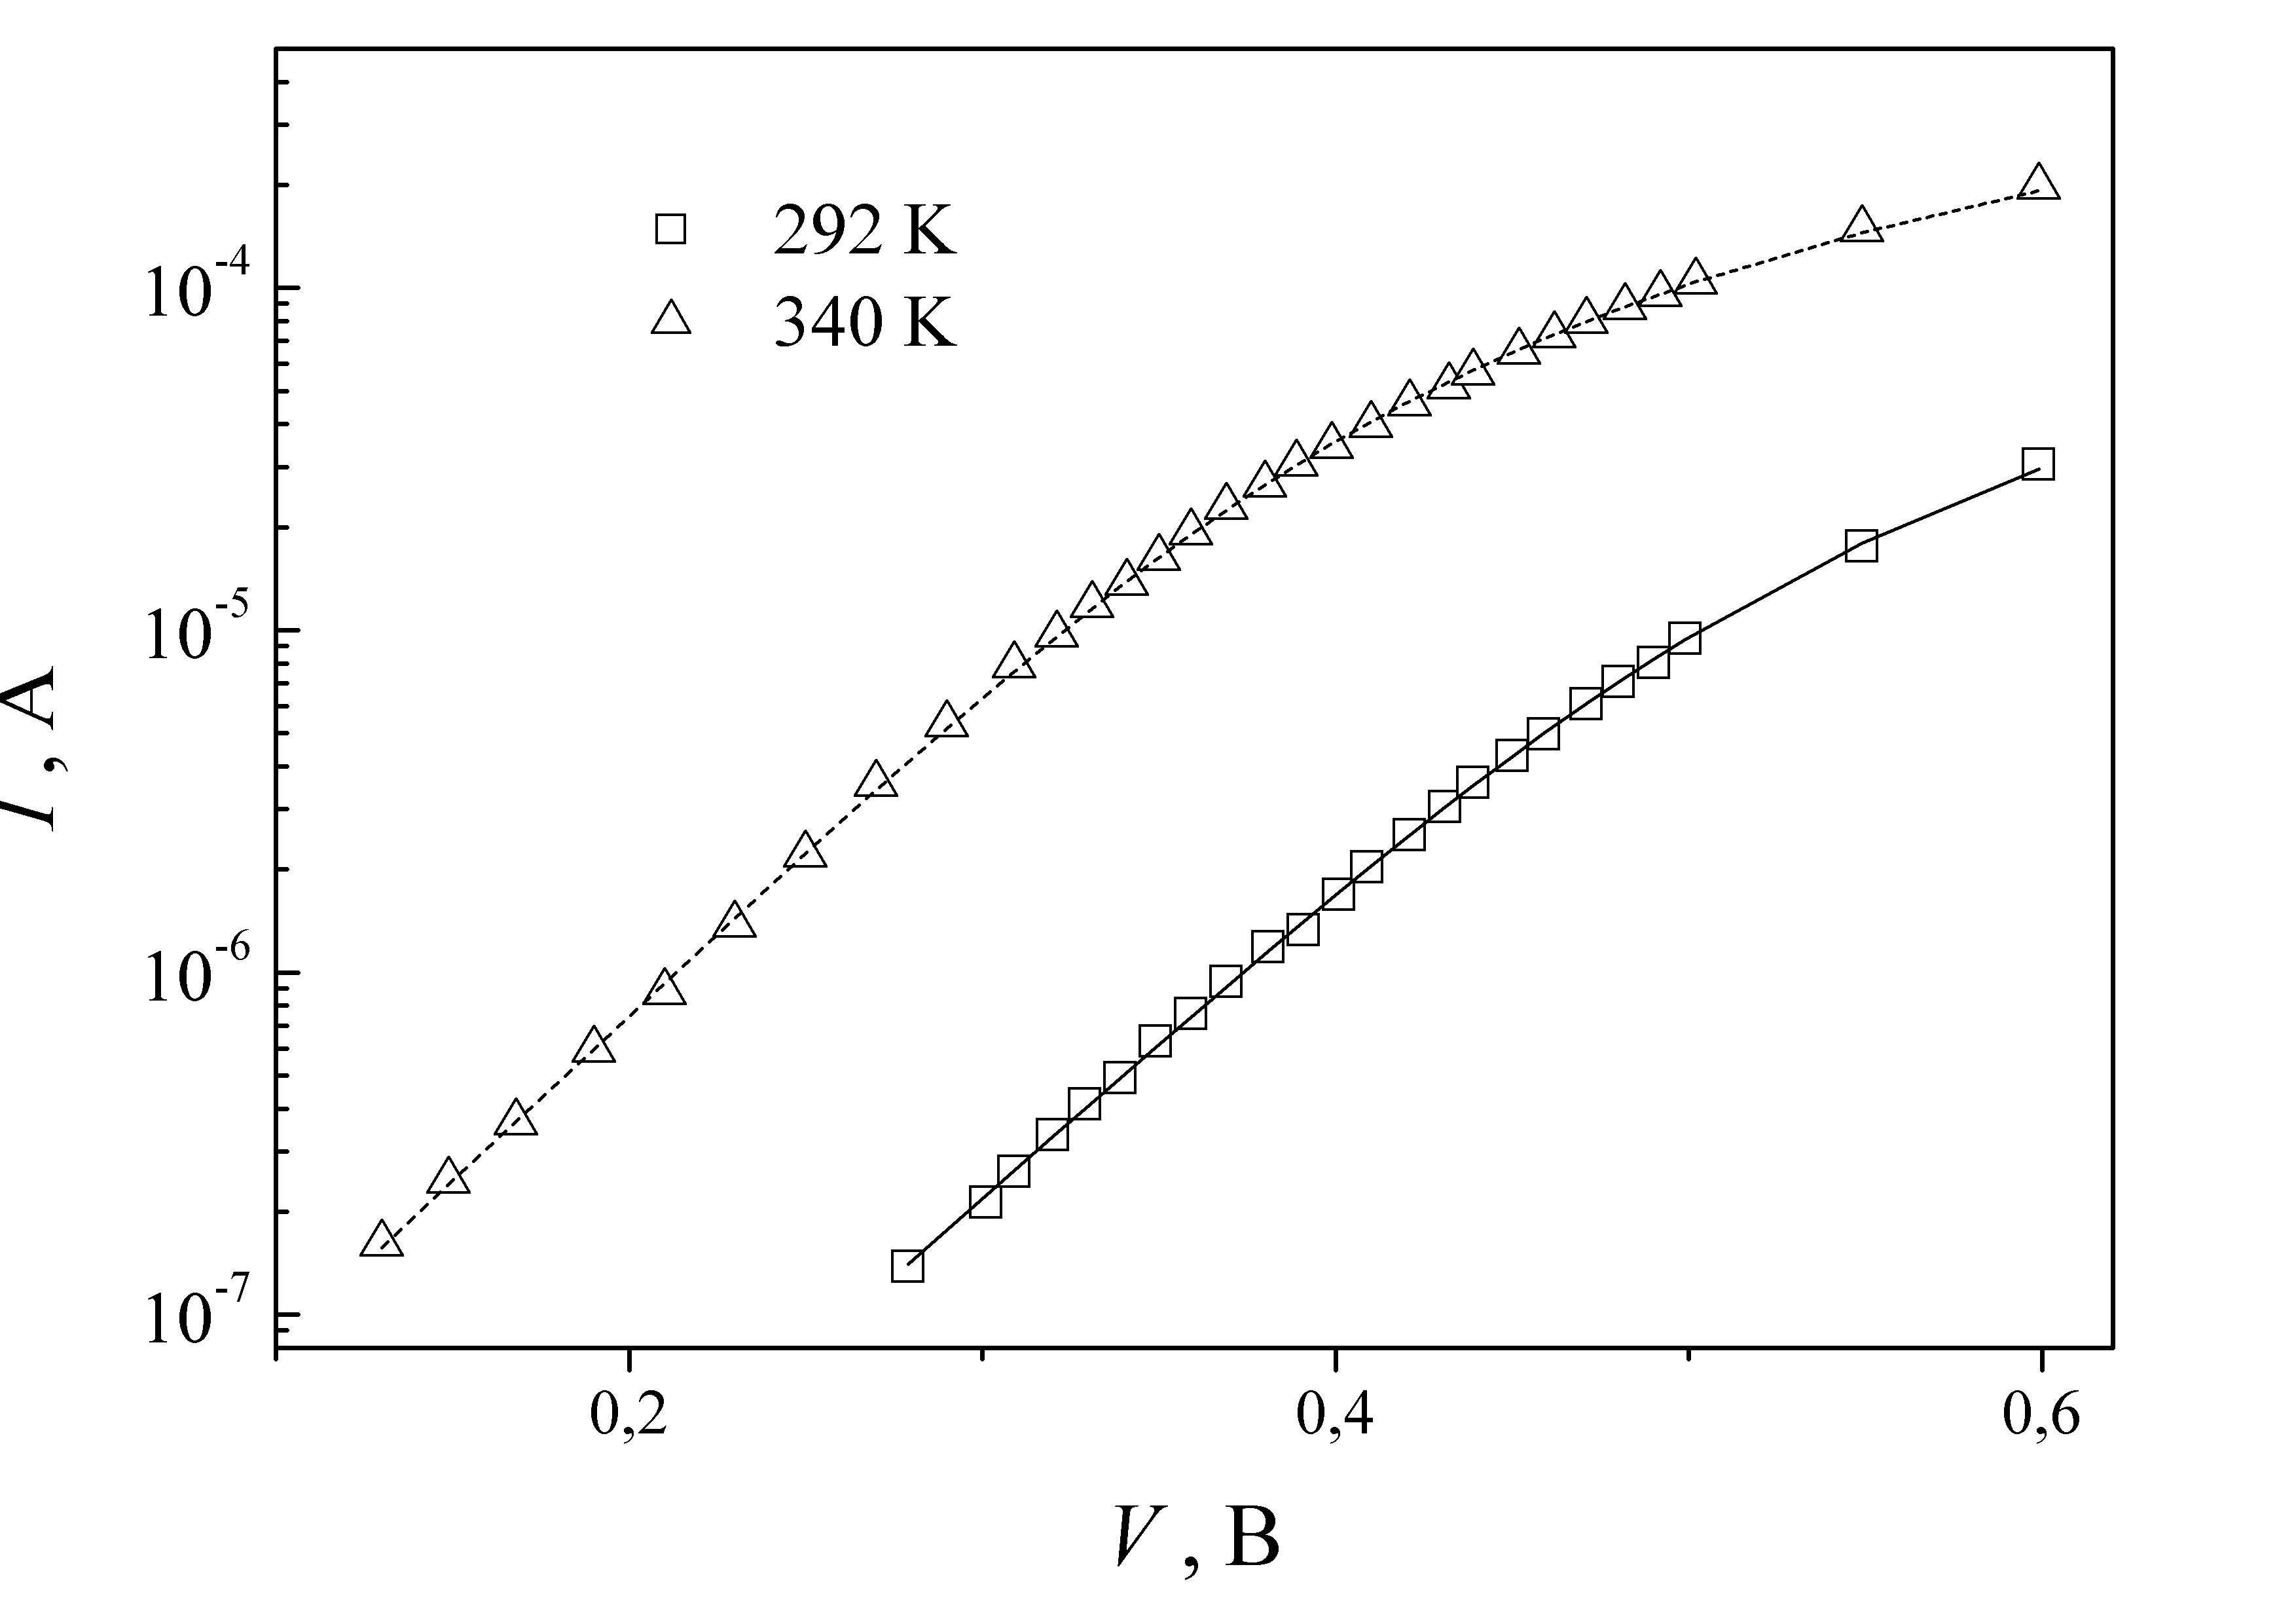 292 K
340 K
10⁻⁴
10⁻⁵
10⁻⁶
10⁻⁷
I, A
0,2 0,4 0,6
V, В